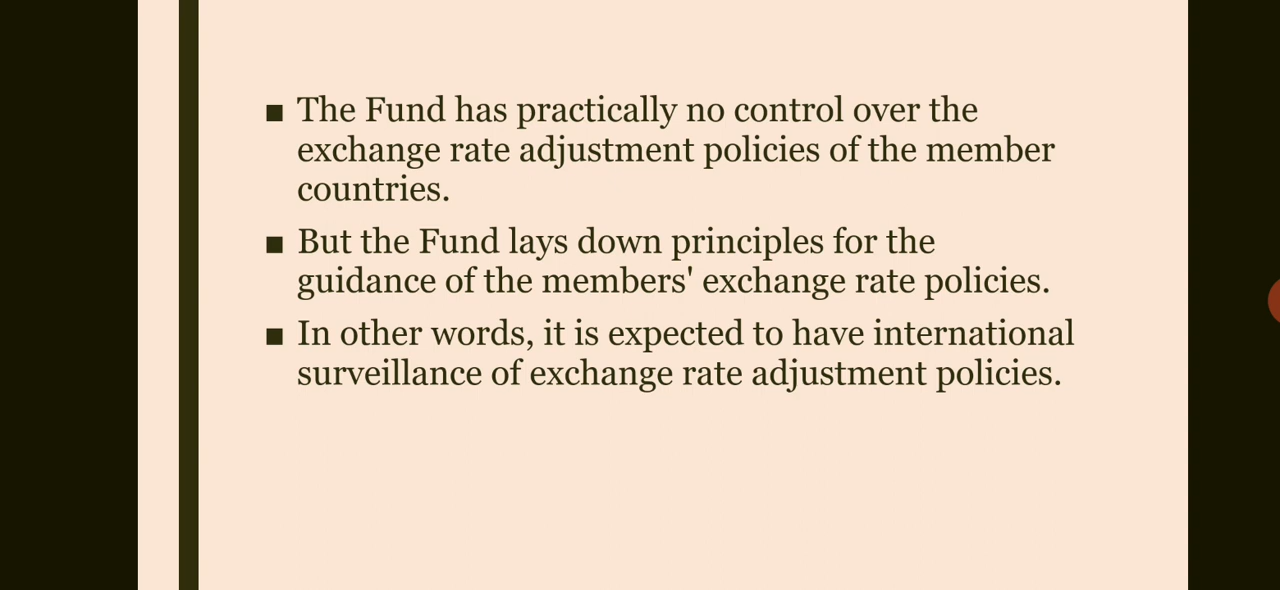 ■ The Fund has practically no control over the
exchange rate adjustment policies of the member
countries.
■ But the Fund lays down principles for the
guidance of the members' exchange rate policies.
■ In other words, it is expected to have international
surveillance of exchange rate adjustment policies.